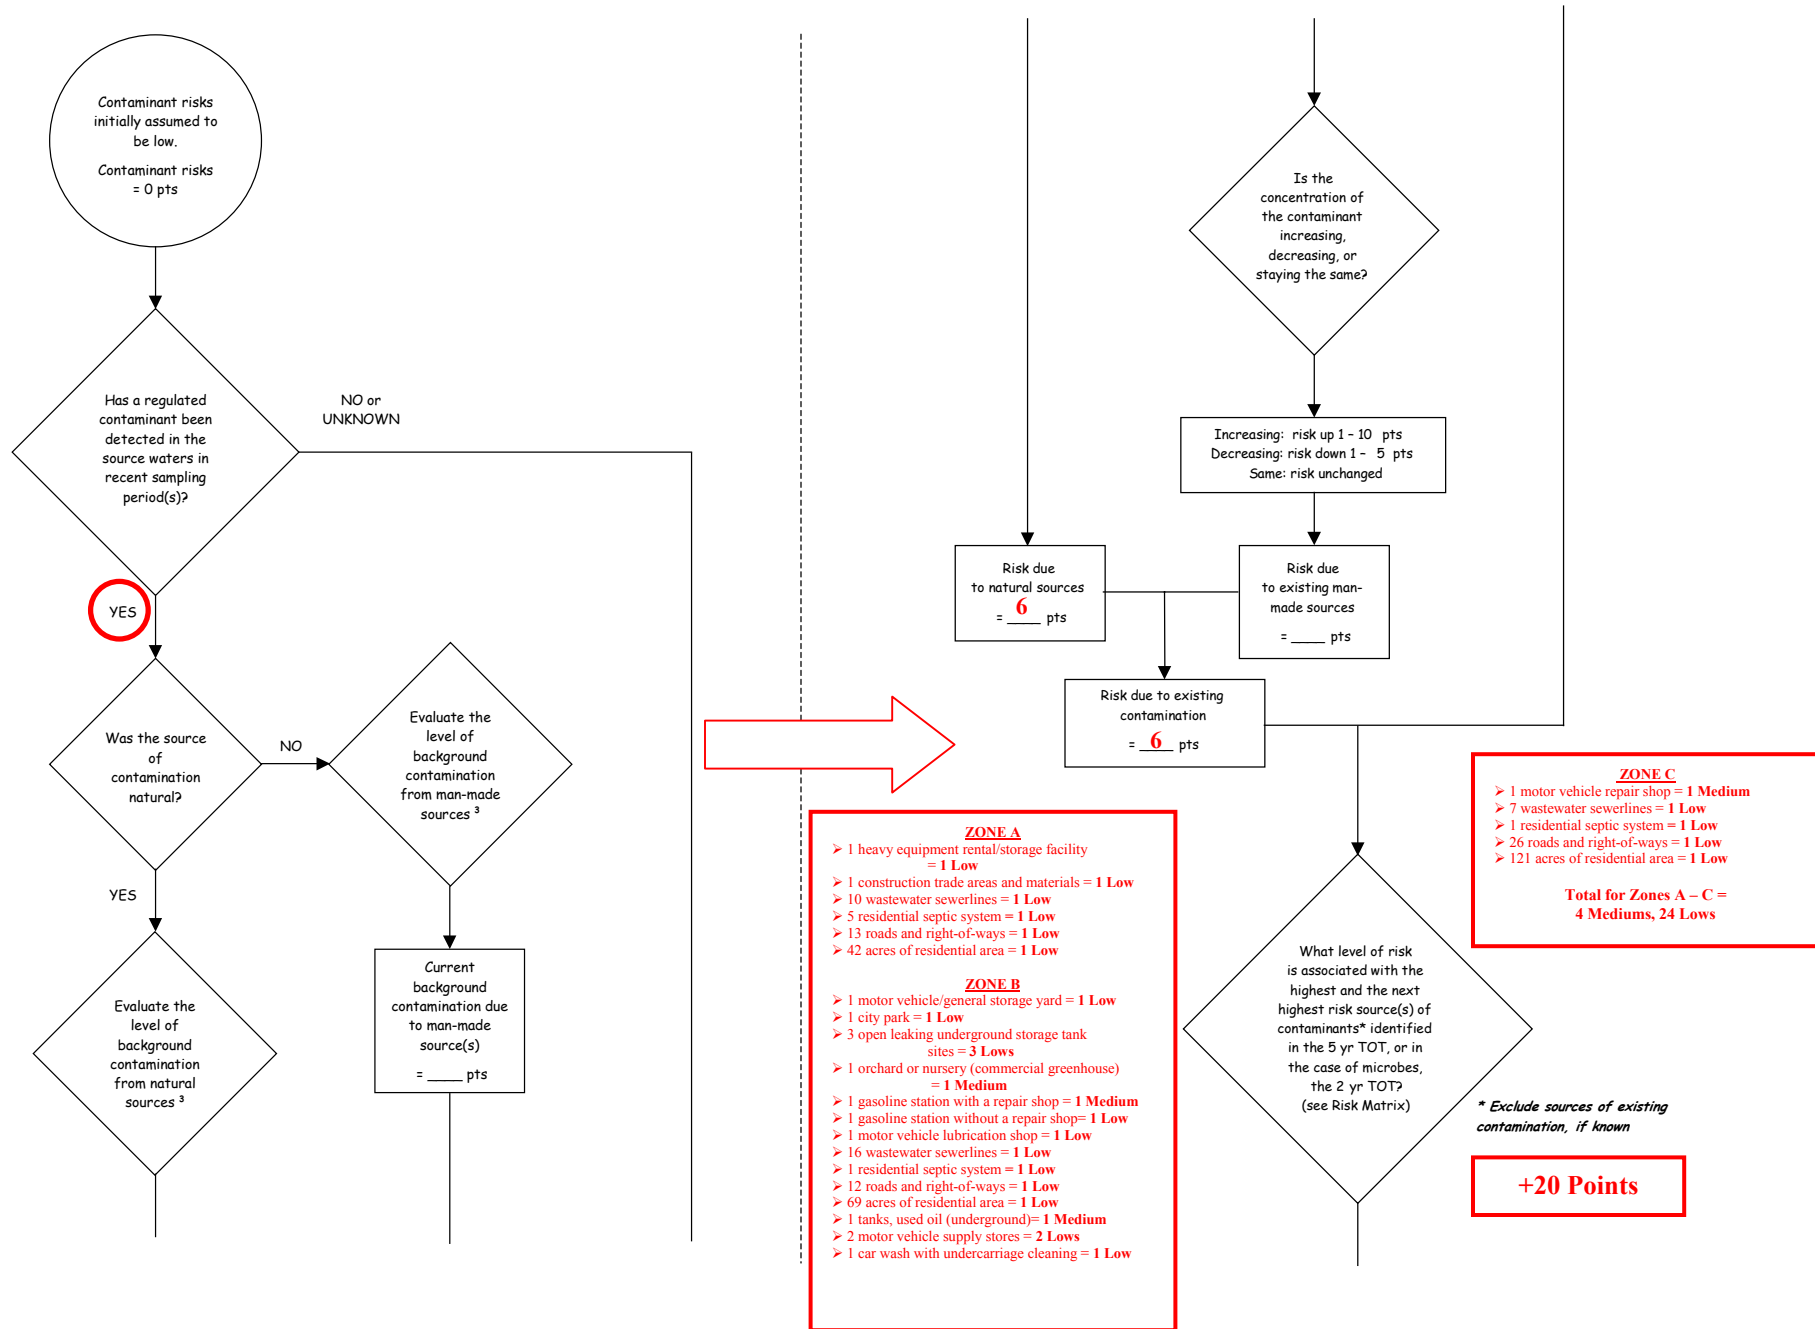 Contaminant risks
initially assumed to
be low.
Contaminant risks
= 0 pts
Has a regulated
contaminant been
detected in the
source waters in
recent sampling
period(s)?
NO or
UNKNOWN
YES
Was the source
of
contamination
natural?
NO
Evaluate the
level of
background
contamination
from man-made
sources ³
YES
Evaluate the
level of
background
contamination
from natural
sources ³
Current
background
contamination due
to man-made
source(s)
= ____ pts
Is the
concentration of
the contaminant
increasing,
decreasing, or
staying the same?
Increasing: risk up 1 – 10 pts
Decreasing: risk down 1 – 5 pts
Same: risk unchanged
Risk due
to natural sources
= 6 pts
Risk due
to existing man-
made sources
= ____ pts
Risk due to existing
contamination
= 6 pts
ZONE A
➢ 1 heavy equipment rental/storage facility
= 1 Low
➢ 1 construction trade areas and materials = 1 Low
➢ 10 wastewater sewerlines = 1 Low
➢ 5 residential septic system = 1 Low
➢ 13 roads and right-of-ways = 1 Low
➢ 42 acres of residential area = 1 Low
ZONE B
➢ 1 motor vehicle/general storage yard = 1 Low
➢ 1 city park = 1 Low
➢ 3 open leaking underground storage tank
sites = 3 Lows
➢ 1 orchard or nursery (commercial greenhouse)
= 1 Medium
➢ 1 gasoline station with a repair shop = 1 Medium
➢ 1 gasoline station without a repair shop= 1 Low
➢ 1 motor vehicle lubrication shop = 1 Low
➢ 16 wastewater sewerlines = 1 Low
➢ 1 residential septic system = 1 Low
➢ 12 roads and right-of-ways = 1 Low
➢ 69 acres of residential area = 1 Low
➢ 1 tanks, used oil (underground)= 1 Medium
➢ 2 motor vehicle supply stores = 2 Lows
➢ 1 car wash with undercarriage cleaning = 1 Low
ZONE C
➢ 1 motor vehicle repair shop = 1 Medium
➢ 7 wastewater sewerlines = 1 Low
➢ 1 residential septic system = 1 Low
➢ 26 roads and right-of-ways = 1 Low
➢ 121 acres of residential area = 1 Low
Total for Zones A – C =
4 Mediums, 24 Lows
What level of risk
is associated with the
highest and the next
highest risk source(s) of
contaminants* identified
in the 5 yr TOT, or in
the case of microbes,
the 2 yr TOT?
(see Risk Matrix)
* Exclude sources of existing
contamination, if known
+20 Points